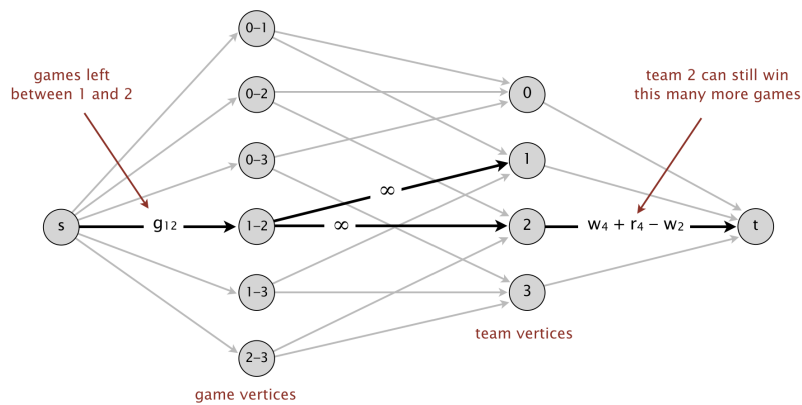 0–1
games left
between 1 and 2
team 2 can still win
this many more games
0–2
0
0–3
1
∞
s
g12
1–2
∞
2
w4 + r4 − w2
t
1–3
3
team vertices
2–3
game vertices